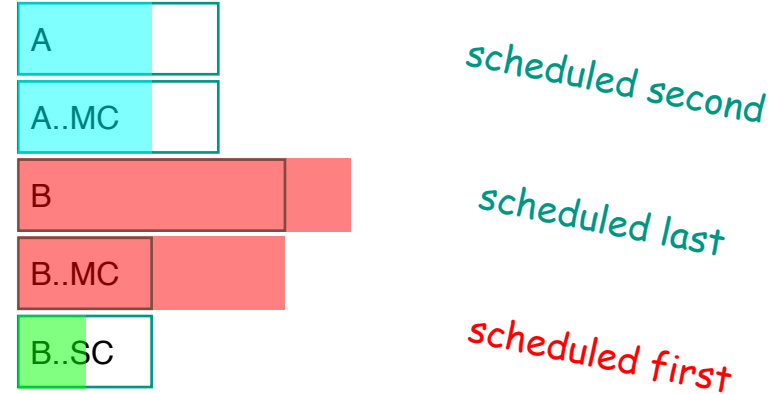 A
scheduled second
A..MC
B
scheduled last
B..MC
B..SC
scheduled first